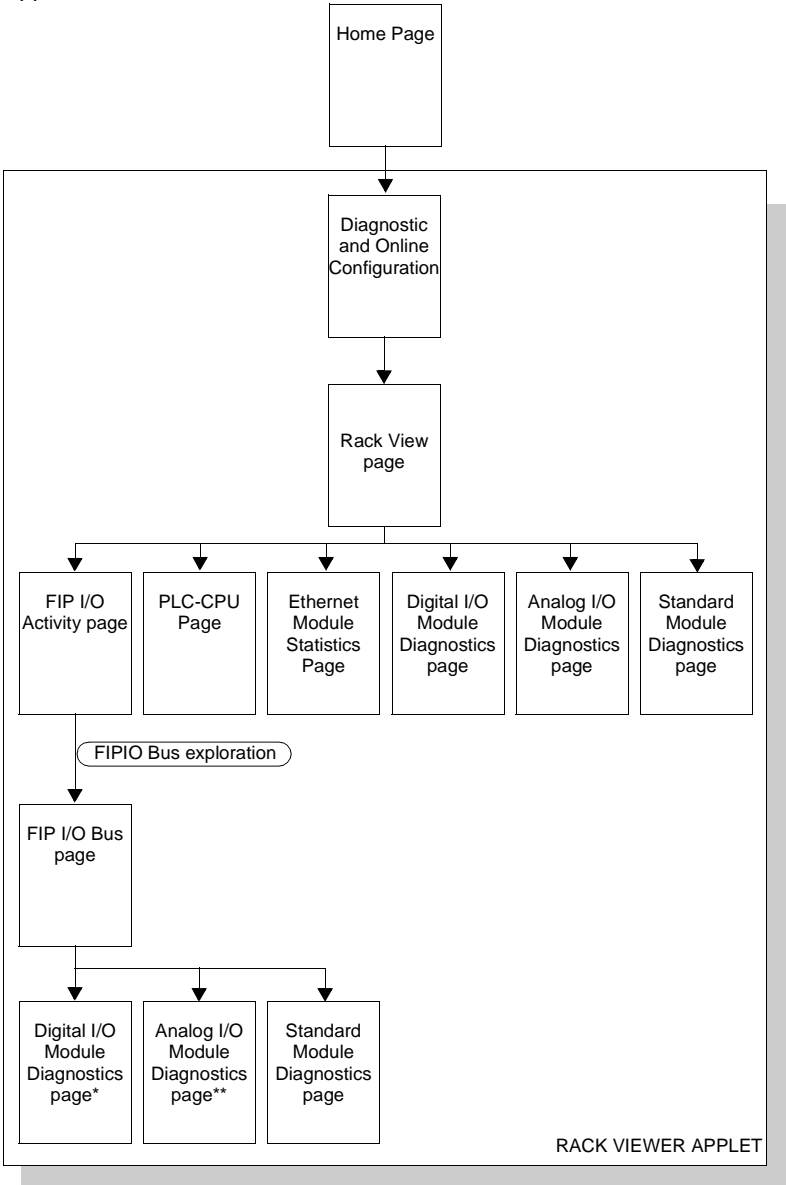 Home Page
Diagnostic
and Online
Configuration
Rack View
page
FIP I/O
Activity page
PLC-CPU
Page
Ethernet
Module
Statistics
Page
Digital I/O
Module
Diagnostics
page
Analog I/O
Module
Diagnostics
page
Standard
Module
Diagnostics
page
FIPIO Bus exploration
FIP I/O Bus
page
Digital I/O
Module
Diagnostics
page*
Analog I/O
Module
Diagnostics
page**
Standard
Module
Diagnostics
page
RACK VIEWER APPLET